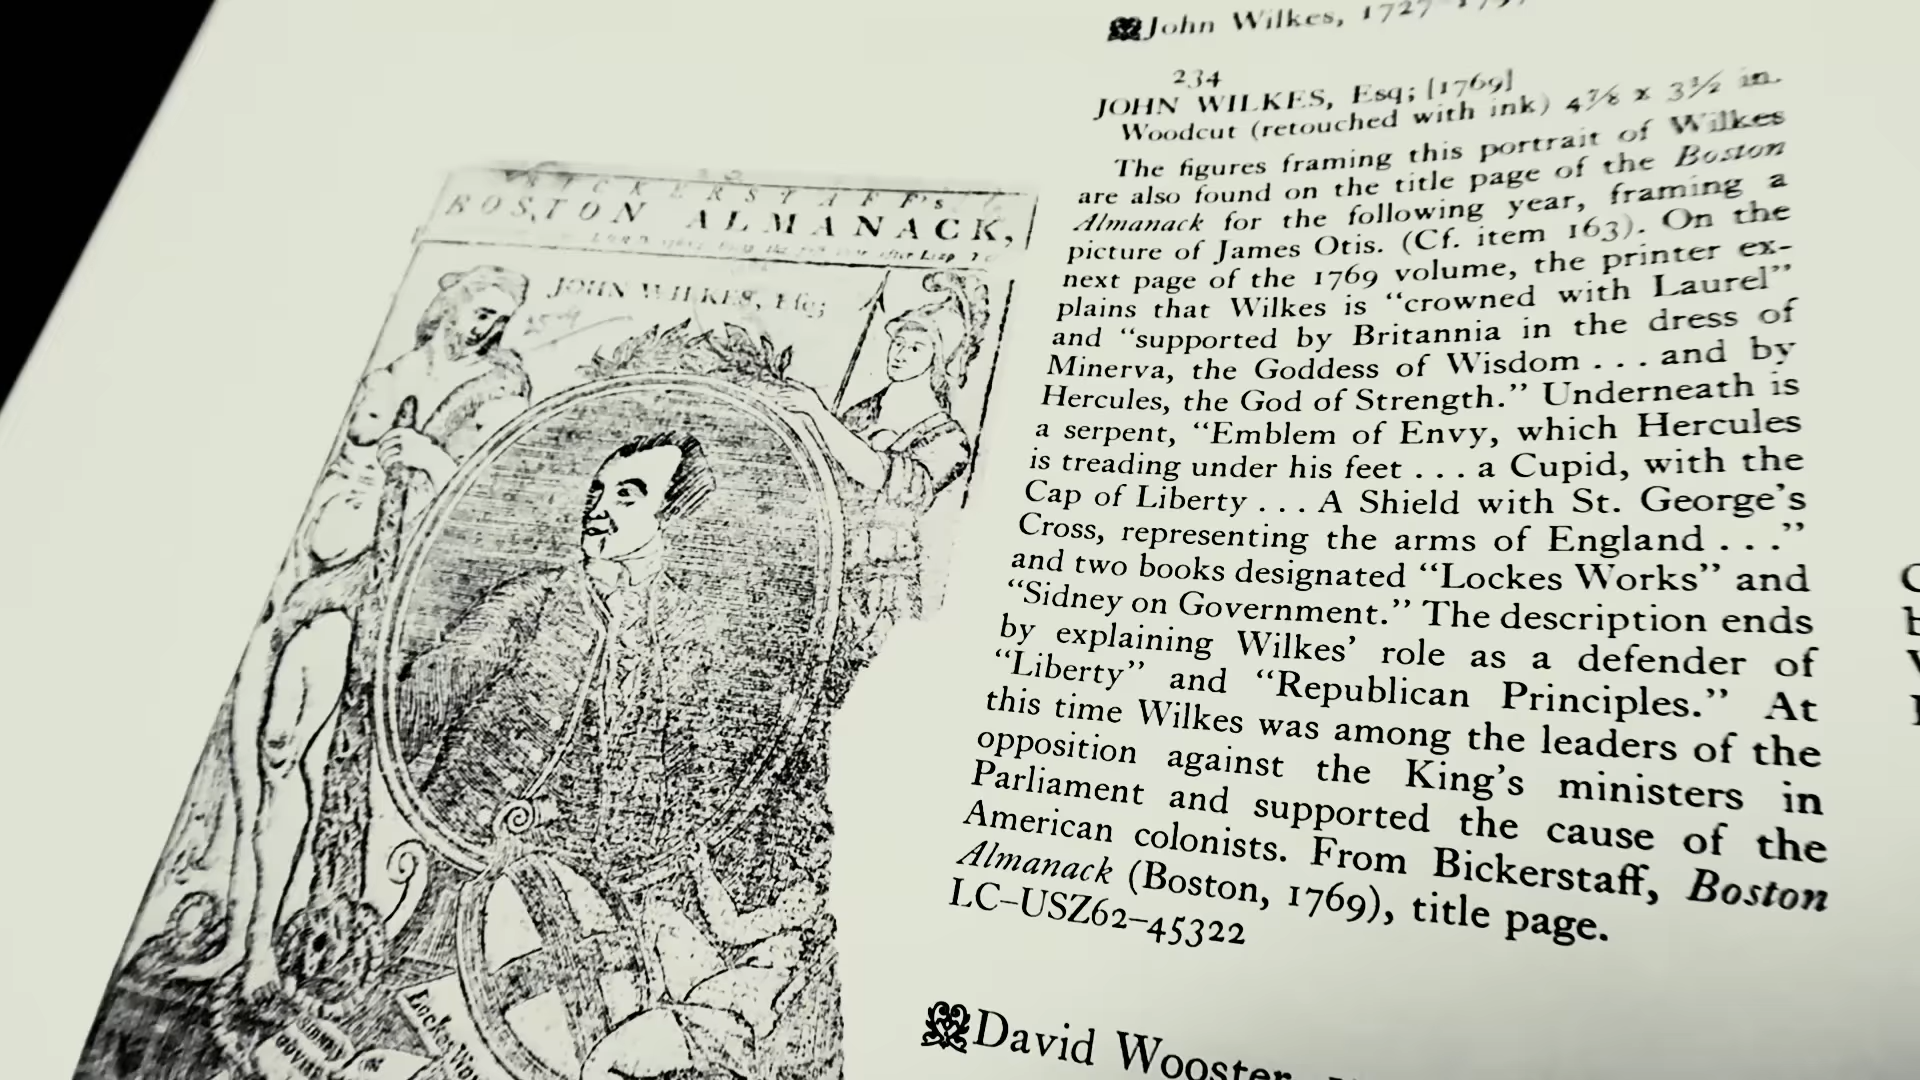 BICKERSTAFF's
BOSTON ALMANACK,
JOHN WILKES, Esq;
Lockes Wo
SIDNEY
John Wilkes, 1727-1797
234
JOHN WILKES, Esq; [1769]
Woodcut (retouched with ink) 4⅞ x 3½ in.
The figures framing this portrait of Wilkes
are also found on the title page of the Boston
Almanack for the following year, framing a
picture of James Otis. (Cf. item 163). On the
next page of the 1769 volume, the printer ex-
plains that Wilkes is “crowned with Laurel”
and “supported by Britannia in the dress of
Minerva, the Goddess of Wisdom . . . and by
Hercules, the God of Strength.” Underneath is
a serpent, “Emblem of Envy, which Hercules
is treading under his feet . . . a Cupid, with the
Cap of Liberty . . . A Shield with St. George’s
Cross, representing the arms of England . . .”
and two books designated “Lockes Works” and
“Sidney on Government.” The description ends
by explaining Wilkes’ role as a defender of
“Liberty” and “Republican Principles.” At
this time Wilkes was among the leaders of the
opposition against the King’s ministers in
Parliament and supported the cause of the
American colonists. From Bickerstaff, Boston
Almanack (Boston, 1769), title page.
LC–USZ62–45322
David Wooster,